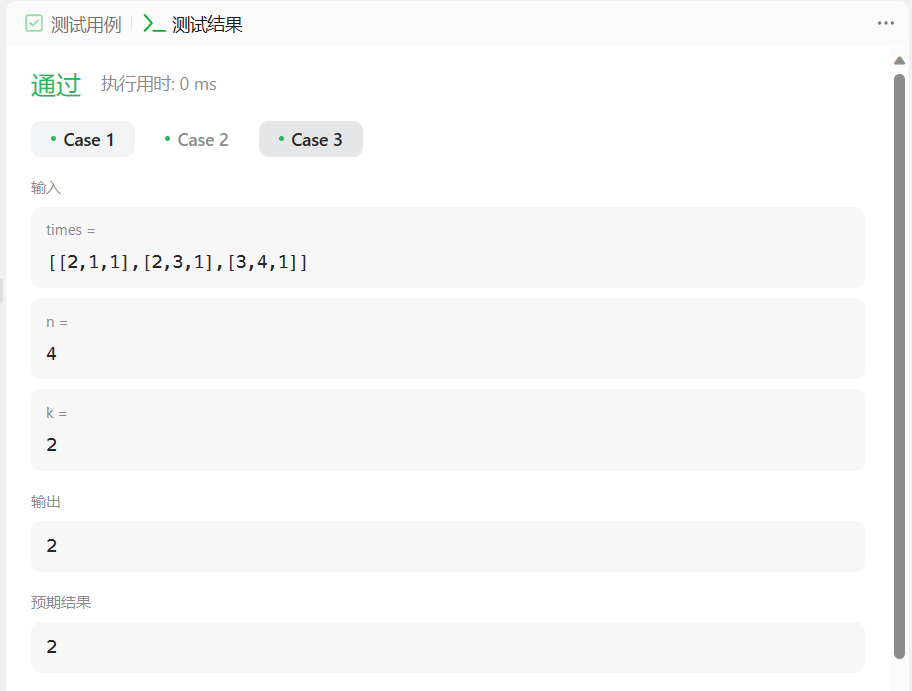 测试用例 测试结果
通过 执行用时: 0 ms
Case 1 Case 2 Case 3
输入
times =
[[2,1,1],[2,3,1],[3,4,1]]
n =
4
k =
2
输出
2
预期结果
2